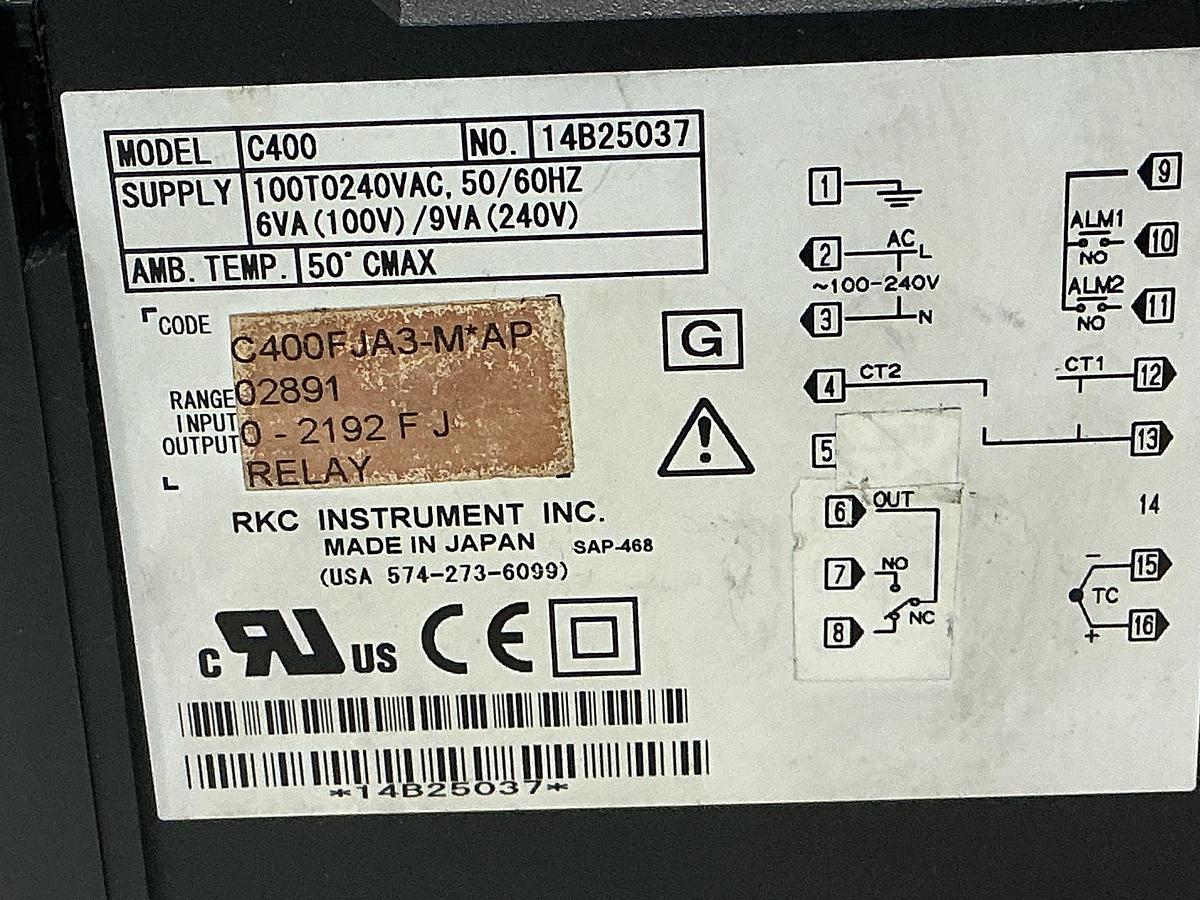 MODEL C400 NO. 14B25037
SUPPLY 100TO240VAC, 50/60HZ
6VA(100V)/9VA(240V)
AMB. TEMP. 50° CMAX
CODE C400FJA3-M*AP
RANGE 02891
INPUT 0 - 2192 F J
OUTPUT RELAY
RKC INSTRUMENT INC.
MADE IN JAPAN SAP-468
(USA 574-273-6099)
C RU US CE
*14B25037*
G
1
2 AC L
~100-240V
3 N
4 CT2
5
6 OUT
7 NO
8 NC
9
ALM1 10
NO
ALM2 11
NO
CT1 12
13
14
- 15
TC
+ 16